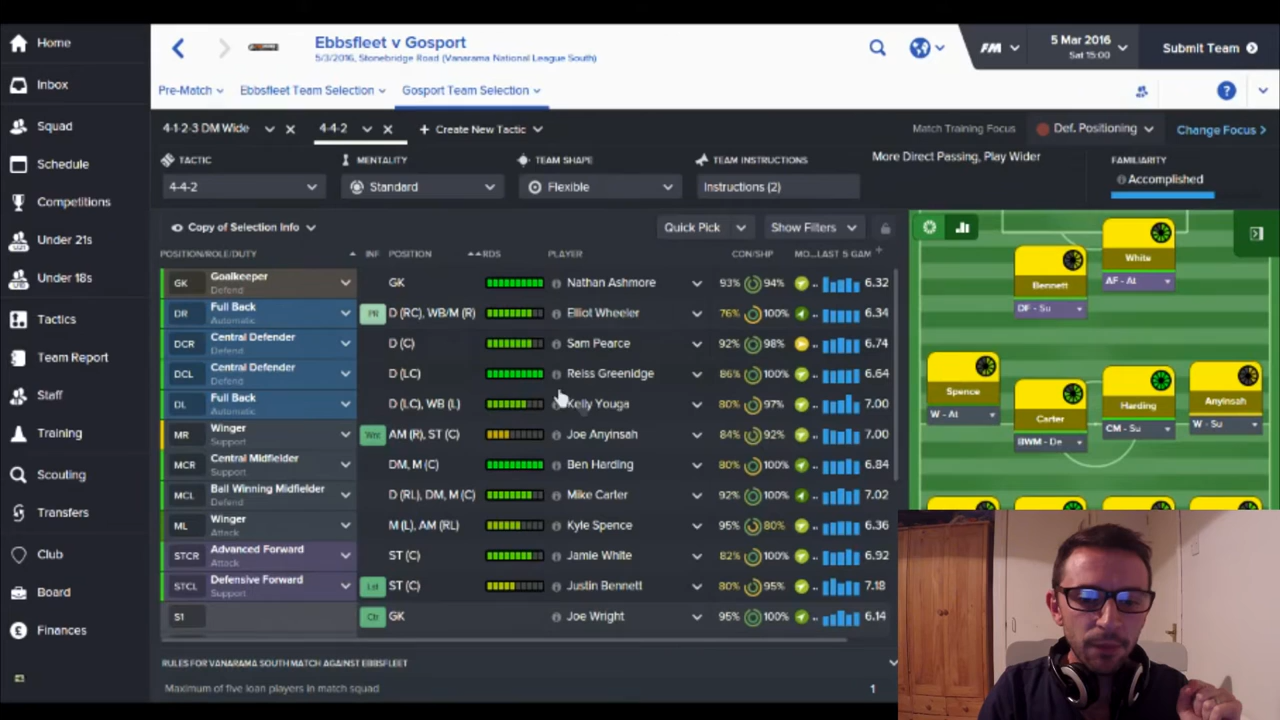 Home
Inbox
Squad
Schedule
Competitions
Under 21s
Under 18s
Tactics
Team Report
Staff
Training
Scouting
Transfers
Club
Board
Finances
Ebbsfleet v Gosport
5/3/2016, Stonebridge Road (Vanarama National League South)
FM
5 Mar 2016
Sat 15:00
Submit Team
Pre-Match
Ebbsfleet Team Selection
Gosport Team Selection
4-1-2-3 DM Wide
4-4-2
Create New Tactic
Match Training Focus
Def. Positioning
Change Focus
TACTIC
MENTALITY
TEAM SHAPE
TEAM INSTRUCTIONS
More Direct Passing, Play Wider
FAMILIARITY
4-4-2
Standard
Flexible
Instructions (2)
Accomplished
Copy of Selection Info
Quick Pick
Show Filters
POSITION/ROLE/DUTY INF POSITION RDS PLAYER CON/SHP MO... LAST 5 GAM
GK Goalkeeper Defend GK Nathan Ashmore 93% 94% 6.32
DR Full Back Automatic PR D (RC), WB/M (R) Elliot Wheeler 76% 100% 6.34
DCR Central Defender Defend D (C) Sam Pearce 92% 98% 6.74
DCL Central Defender Defend D (LC) Reiss Greenidge 86% 100% 6.64
DL Full Back Automatic D (LC), WB (L) Kelly Youga 80% 97% 7.00
MR Winger Support Wnt AM (R), ST (C) Joe Anyinsah 84% 92% 7.00
MCR Central Midfielder Support DM, M (C) Ben Harding 80% 100% 6.84
MCL Ball Winning Midfielder Defend D (RL), DM, M (C) Mike Carter 92% 100% 7.02
ML Winger Attack M (L), AM (RL) Kyle Spence 95% 80% 6.36
STCR Advanced Forward Attack ST (C) Jamie White 82% 100% 6.92
STCL Defensive Forward Support Lst ST (C) Justin Bennett 80% 95% 7.18
S1 Ctr GK Joe Wright 95% 100% 6.14
RULES FOR VANARAMA SOUTH MATCH AGAINST EBBSFLEET
Maximum of five loan players in match squad 1
White
AF - At
Bennett
DF - Su
Spence
W - At
Carter
BWM - De
Harding
CM - Su
Anyinsah
W - Su